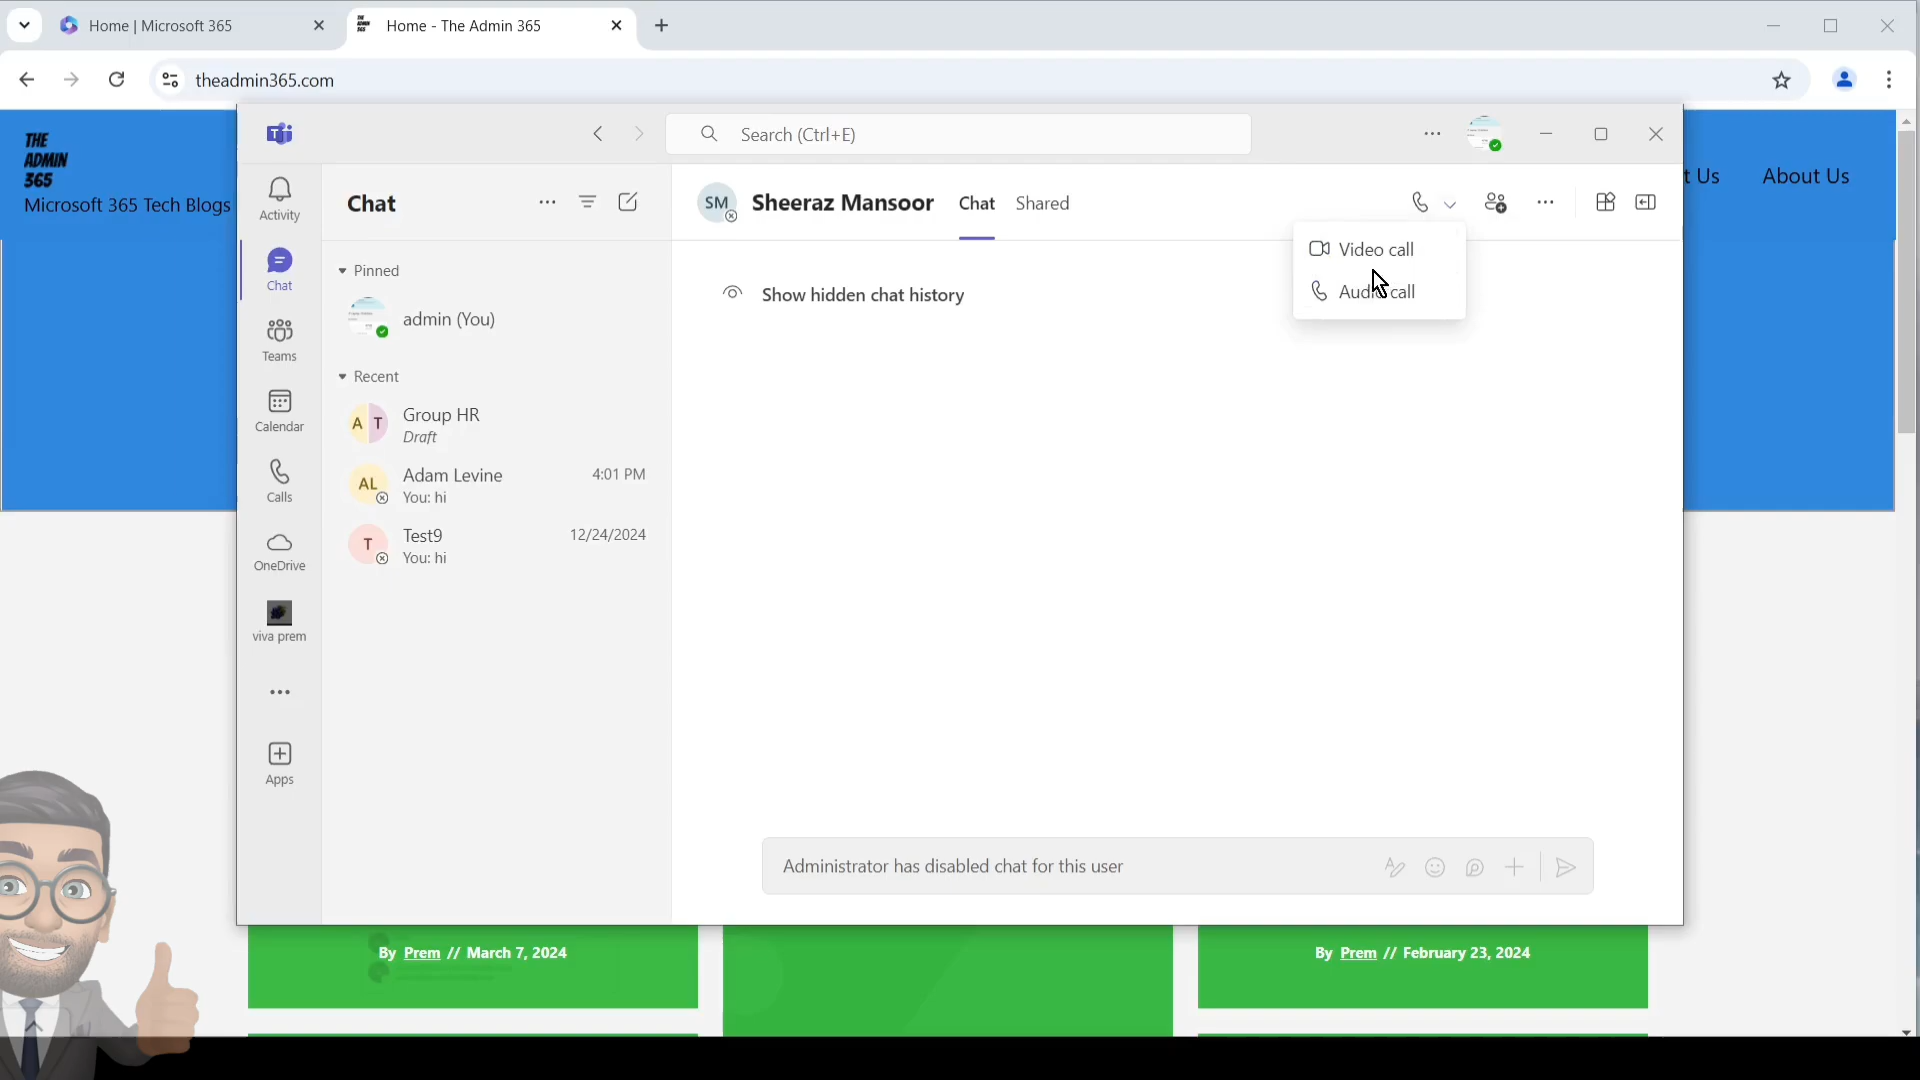 Home | Microsoft 365
Home - The Admin 365
theadmin365.com
THE
ADMIN
365
Microsoft 365 Tech Blogs
t Us
About Us
Search (Ctrl+E)
Activity
Chat
Teams
Calendar
Calls
OneDrive
viva prem
Apps
Chat
Pinned
admin (You)
Recent
A T
Group HR
Draft
AL
Adam Levine
4:01 PM
You: hi
T
Test9
12/24/2024
You: hi
SM
Sheeraz Mansoor
Chat
Shared
Video call
Audio call
Show hidden chat history
Administrator has disabled chat for this user
By Prem // March 7, 2024
By Prem // February 23, 2024